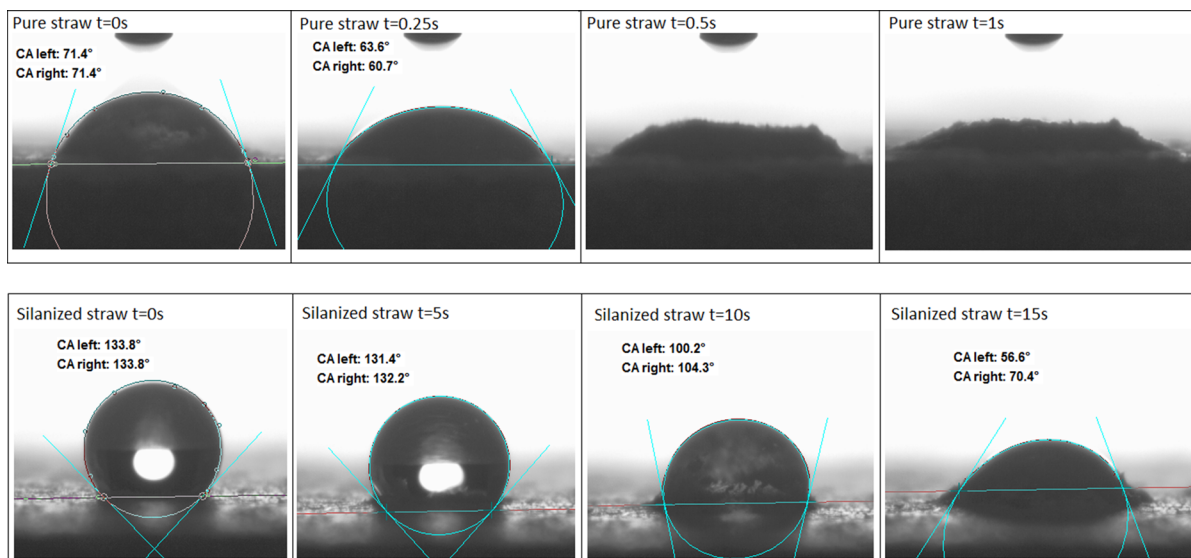 Pure straw t=0s
CA left: 71.4°
CA right: 71.4°
Pure straw t=0.25s
CA left: 63.6°
CA right: 60.7°
Pure straw t=0.5s
Pure straw t=1s
Silanized straw t=0s
CA left: 133.8°
CA right: 133.8°
Silanized straw t=5s
CA left: 131.4°
CA right: 132.2°
Silanized straw t=10s
CA left: 100.2°
CA right: 104.3°
Silanized straw t=15s
CA left: 56.6°
CA right: 70.4°